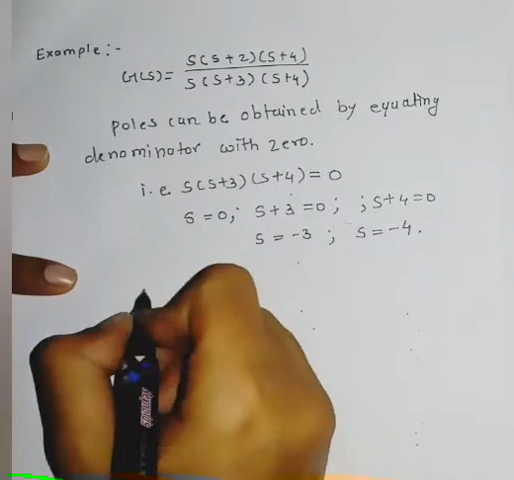 Example:-
G(s)= s(s+2)(s+4)
s(s+3)(s+4)
poles can be obtained by equating
denominator with zero.
i.e s(s+3)(s+4)=0
s=0; s+3=0; ;s+4=0
s=-3 ; s=-4.